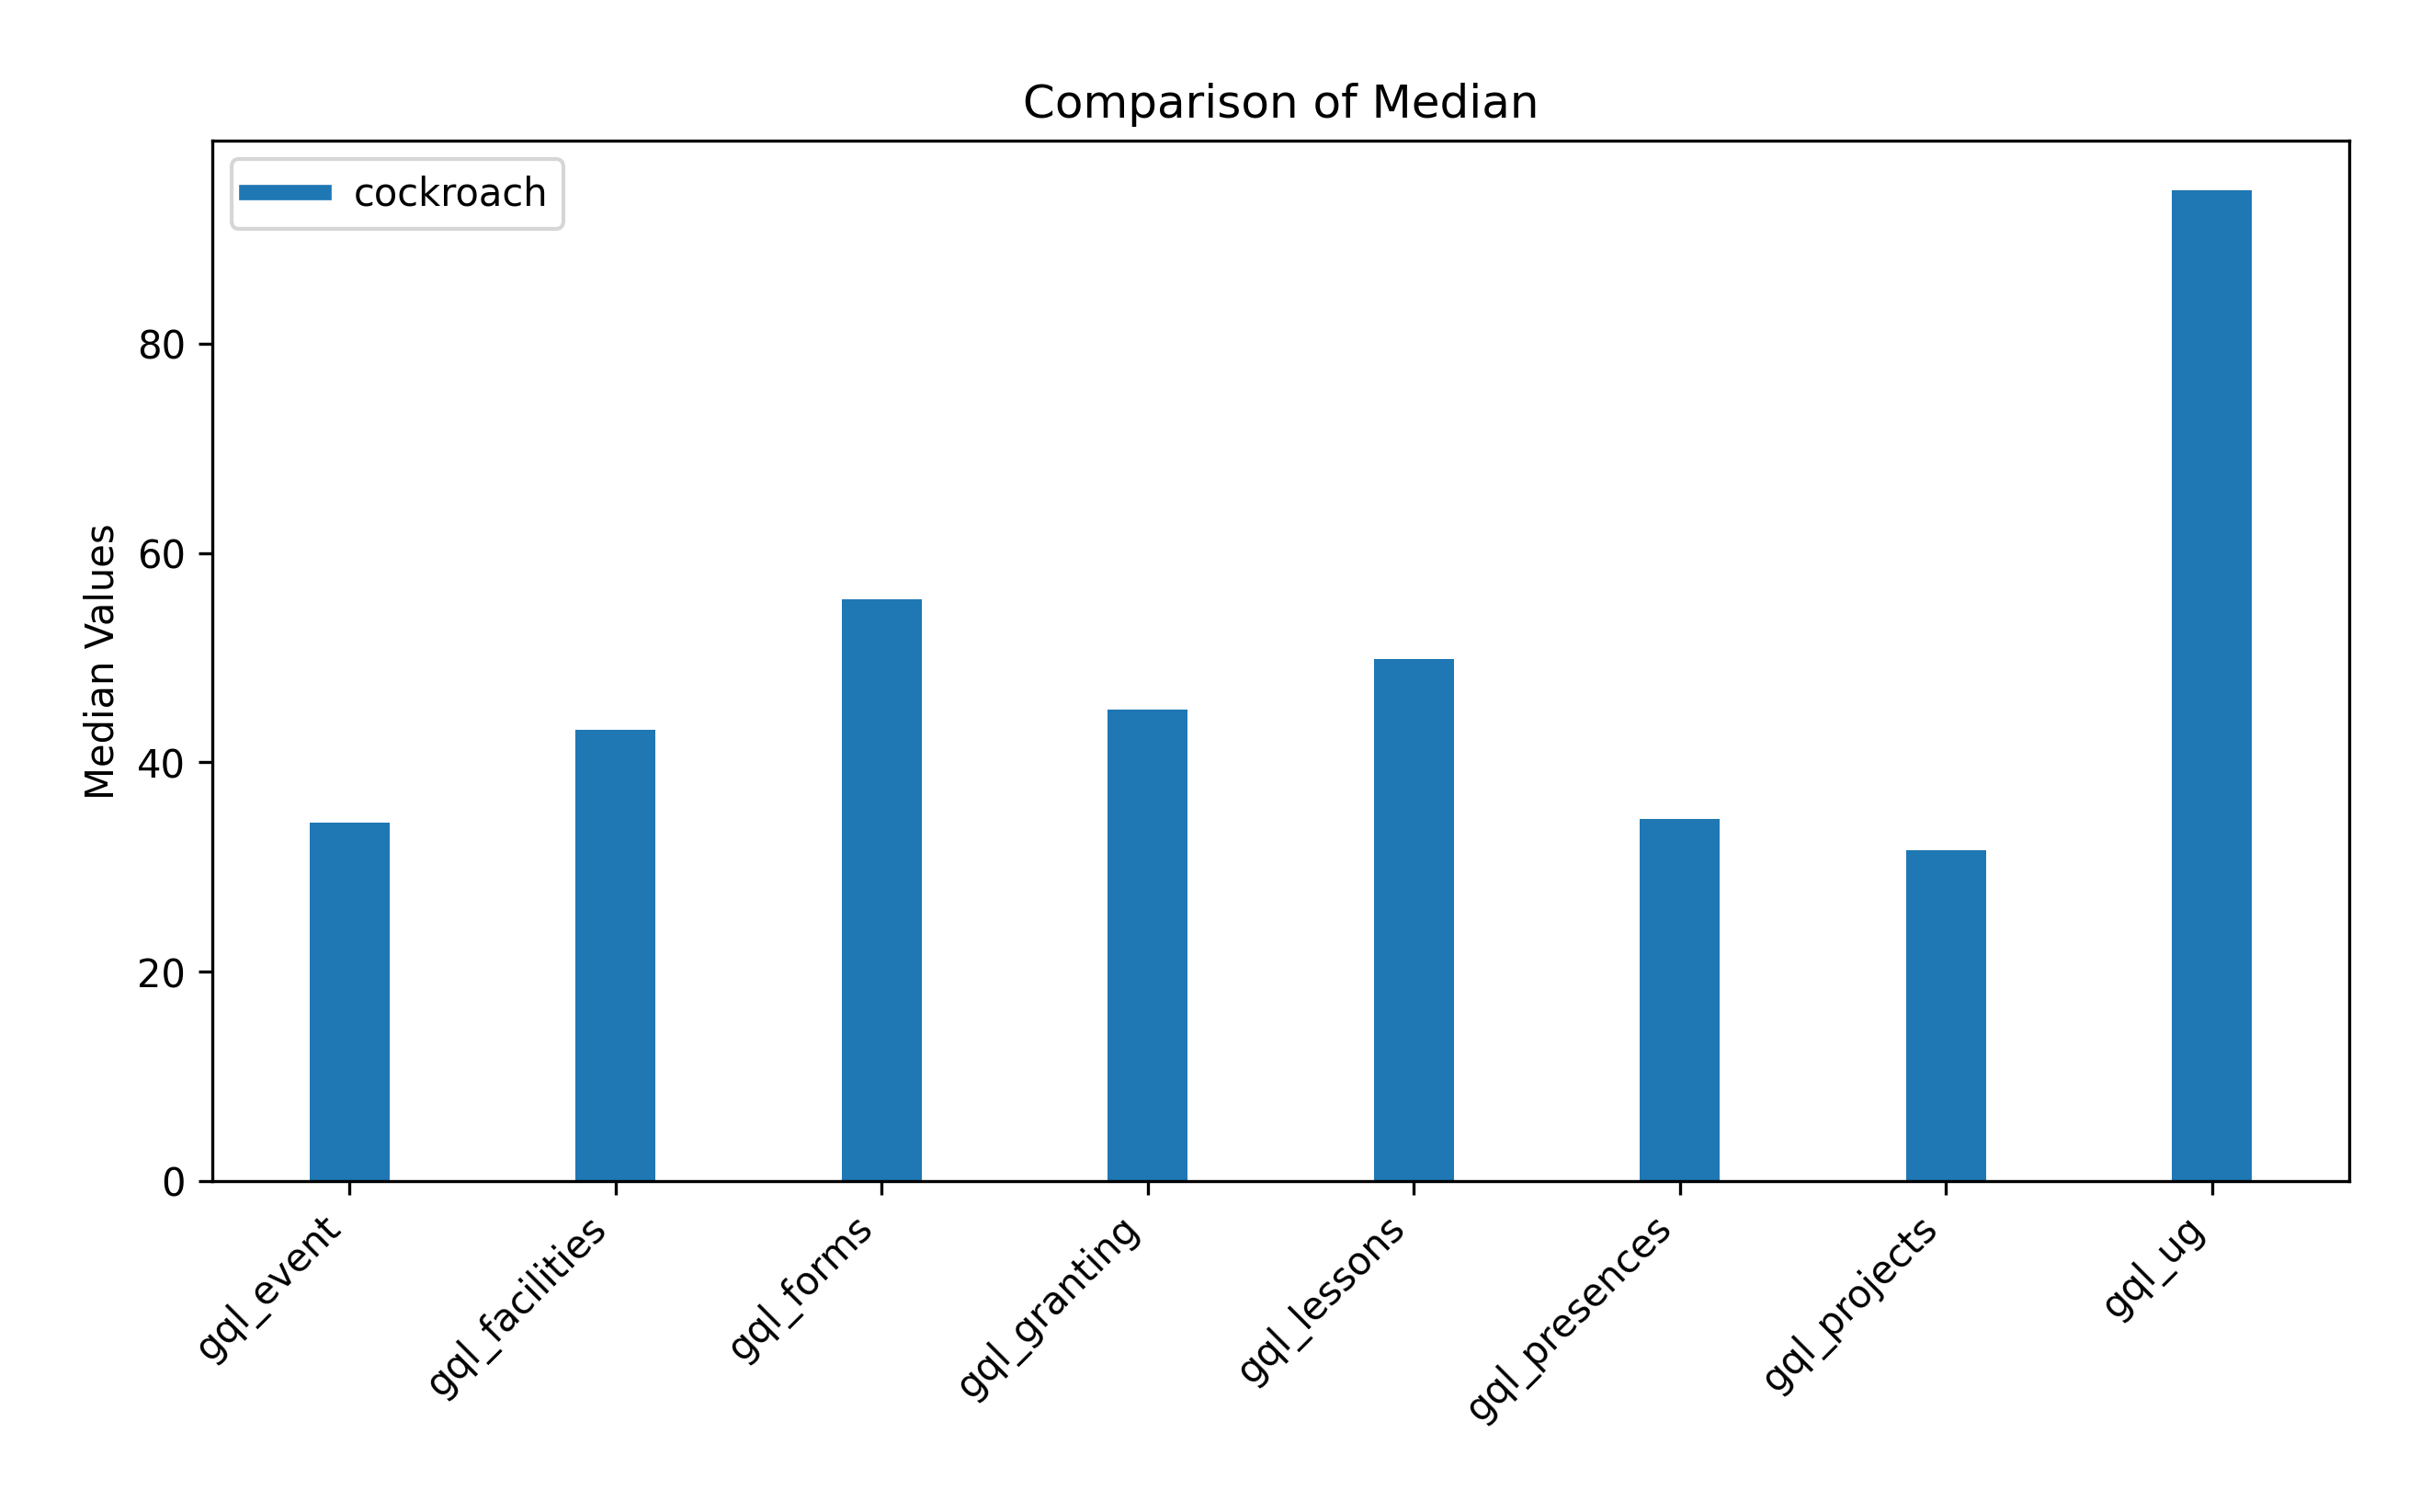 Comparison of Median
cockroach
Median Values
80
60
40
20
0
gql_event
gql_facilities
gql_forms
gql_granting
gql_lessons
gql_presences
gql_projects
gql_ug